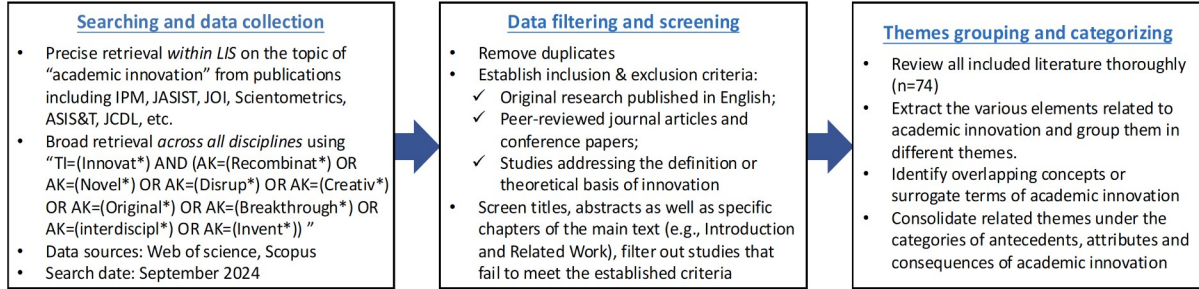 Searching and data collection
• Precise retrieval within LIS on the topic of
"academic innovation" from publications
including IPM, JASIST, JOI, Scientometrics,
ASIS&T, JCDL, etc.
• Broad retrieval across all disciplines using
"TI=(Innovat*) AND (AK=(Recombinat*) OR
AK=(Novel*) OR AK=(Disrup*) OR AK=(Creativ*)
OR AK=(Original*) OR AK=(Breakthrough*) OR
AK=(interdiscipl*) OR AK=(Invent*)) "
• Data sources: Web of science, Scopus
• Search date: September 2024
Data filtering and screening
• Remove duplicates
• Establish inclusion & exclusion criteria:
✓ Original research published in English;
✓ Peer-reviewed journal articles and
conference papers;
✓ Studies addressing the definition or
theoretical basis of innovation
• Screen titles, abstracts as well as specific
chapters of the main text (e.g., Introduction
and Related Work), filter out studies that
fail to meet the established criteria
Themes grouping and categorizing
• Review all included literature thoroughly
(n=74)
• Extract the various elements related to
academic innovation and group them in
different themes.
• Identify overlapping concepts or
surrogate terms of academic innovation
• Consolidate related themes under the
categories of antecedents, attributes and
consequences of academic innovation